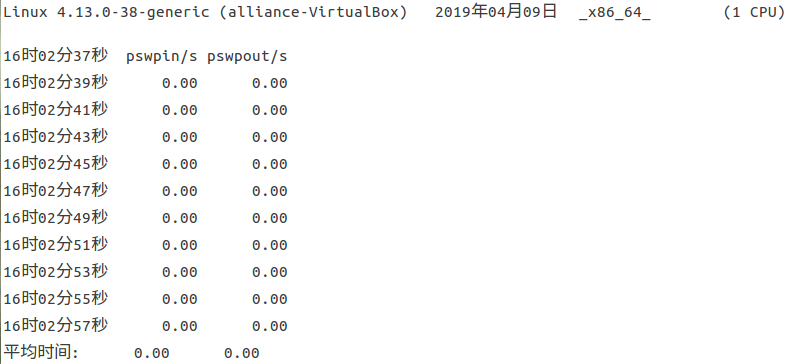 Linux 4.13.0-38-generic (alliance-VirtualBox) 2019年04月09日 _x86_64_ (1 CPU)
16时02分37秒 pswpin/s pswpout/s
16时02分39秒 0.00 0.00
16时02分41秒 0.00 0.00
16时02分43秒 0.00 0.00
16时02分45秒 0.00 0.00
16时02分47秒 0.00 0.00
16时02分49秒 0.00 0.00
16时02分51秒 0.00 0.00
16时02分53秒 0.00 0.00
16时02分55秒 0.00 0.00
16时02分57秒 0.00 0.00
平均时间: 0.00 0.00